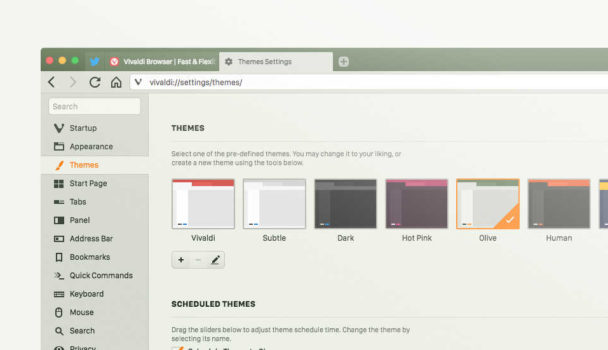 Vivaldi Browser | Fast & Flexi
Themes Settings
vivaldi://settings/themes/
Search
Startup
Appearance
Themes
Start Page
Tabs
Panel
Address Bar
Bookmarks
Quick Commands
Keyboard
Mouse
Search
Privacy
THEMES
Select one of the pre-defined themes. You may change it to your liking, or
create a new theme using the tools below.
Vivaldi
Subtle
Dark
Hot Pink
Olive
Human
SCHEDULED THEMES
Drag the sliders below to adjust theme schedule time. Change the theme by
selecting its name.